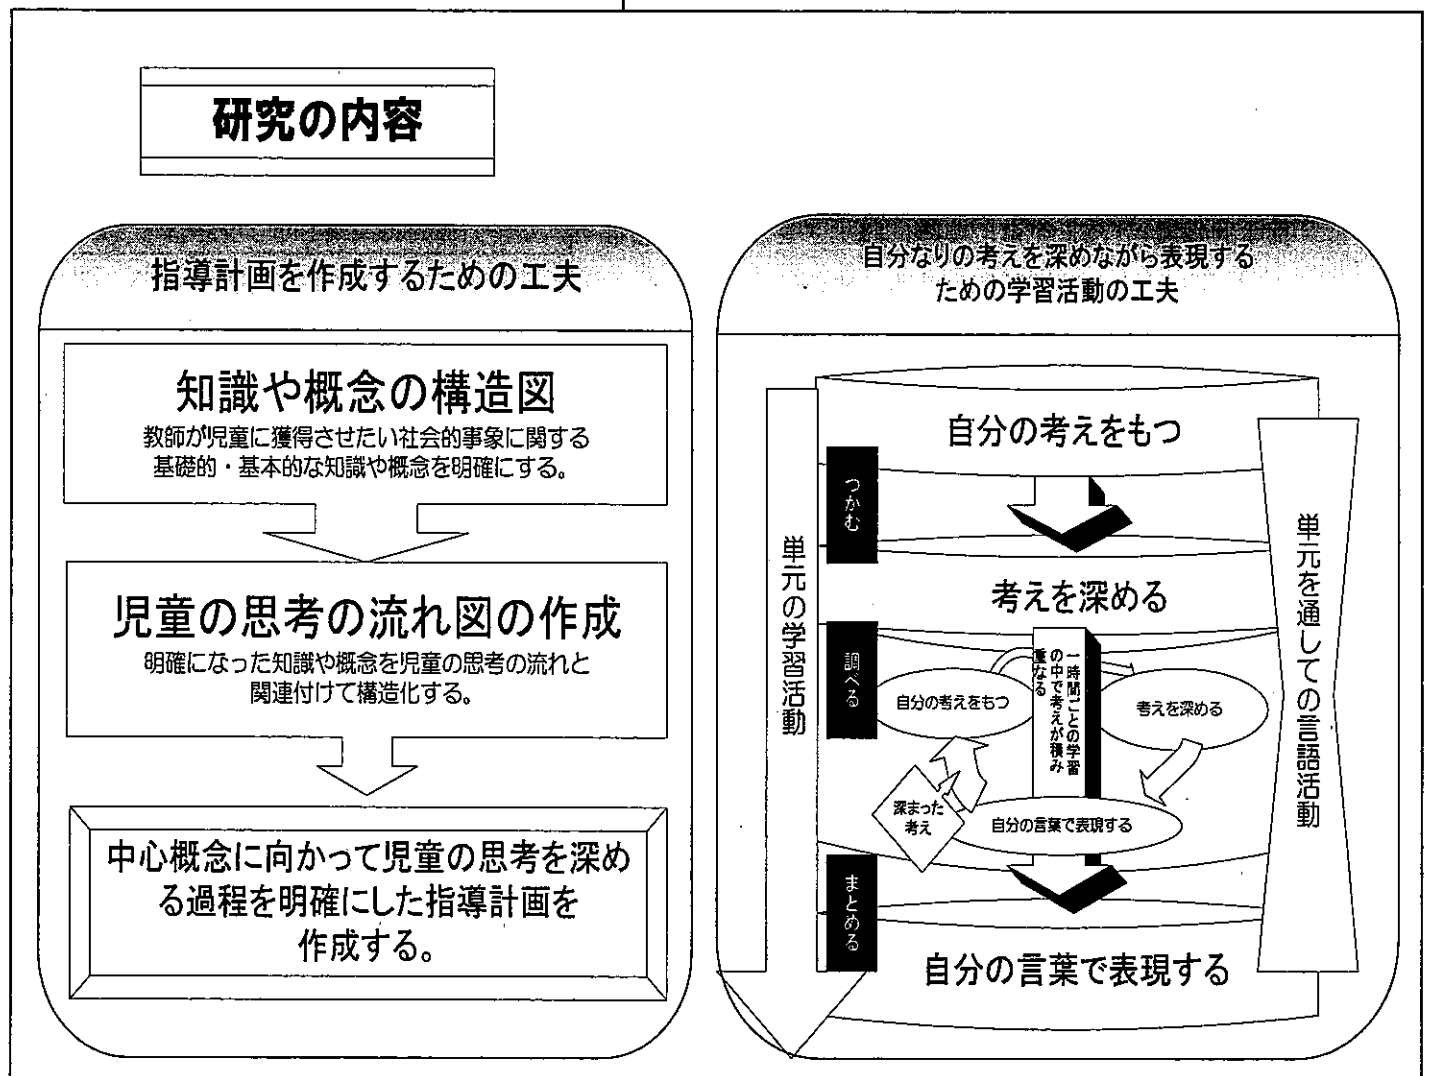 研究の内容
指導計画を作成するための工夫
知識や概念の構造図
教師が児童に獲得させたい社会的事象に関する
基礎的・基本的な知識や概念を明確にする。
児童の思考の流れ図の作成
明確になった知識や概念を児童の思考の流れと
関連付けて構造化する。
中心概念に向かって児童の思考を深め
る過程を明確にした指導計画を
作成する。
自分なりの考えを深めながら表現する
ための学習活動の工夫
単元の学習活動
つかむ
調べる
まとめる
自分の考えをもつ
考えを深める
一時間ごとの学習
の中で考えが積み
重なる
自分の考えをもつ
考えを深める
深まった
考え
自分の言葉で表現する
自分の言葉で表現する
単元を通しての言語活動